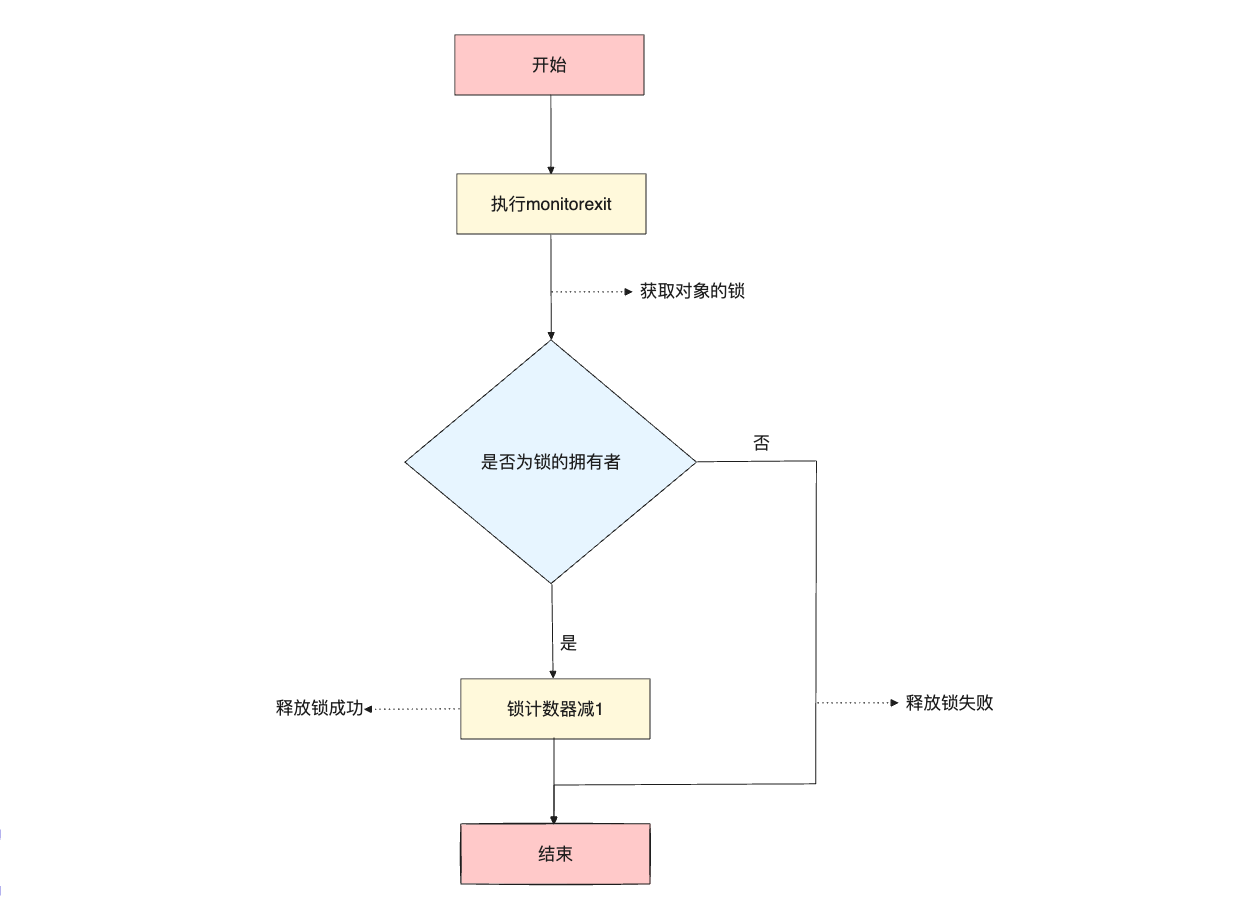 开始
执行monitorexit
获取对象的锁
是否为锁的拥有者
否
是
释放锁成功
锁计数器减1
释放锁失败
结束